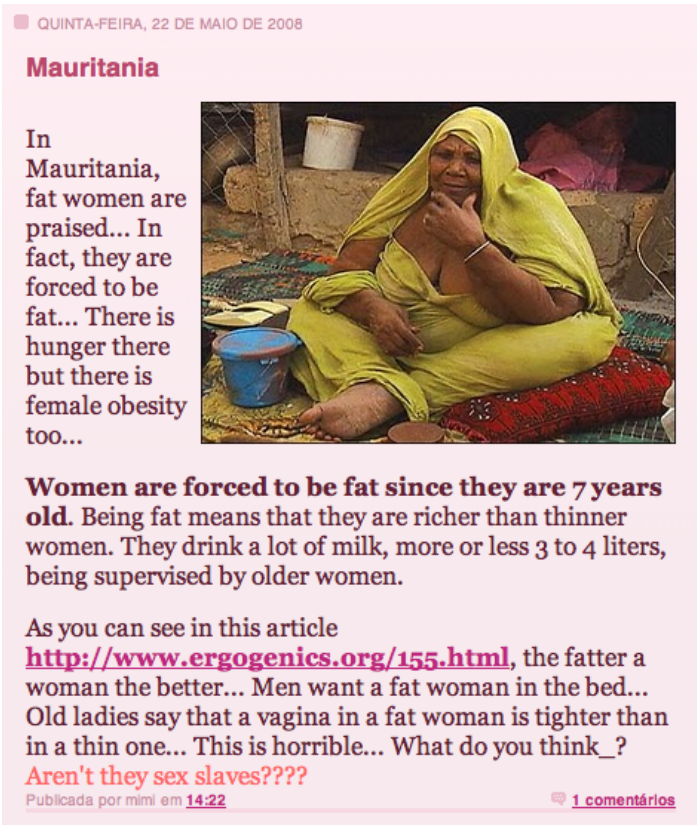 QUINTA-FEIRA, 22 DE MAIO DE 2008
Mauritania
In
Mauritania,
fat women are
praised... In
fact, they are
forced to be
fat... There is
hunger there
but there is
female obesity
too...
Women are forced to be fat since they are 7 years
old. Being fat means that they are richer than thinner
women. They drink a lot of milk, more or less 3 to 4 liters,
being supervised by older women.
As you can see in this article
http://www.ergogenics.org/155.html, the fatter a
woman the better... Men want a fat woman in the bed...
Old ladies say that a vagina in a fat woman is tighter than
in a thin one... This is horrible... What do you think_?
Aren't they sex slaves????
Publicada por mimi em 14:22
1 comentários